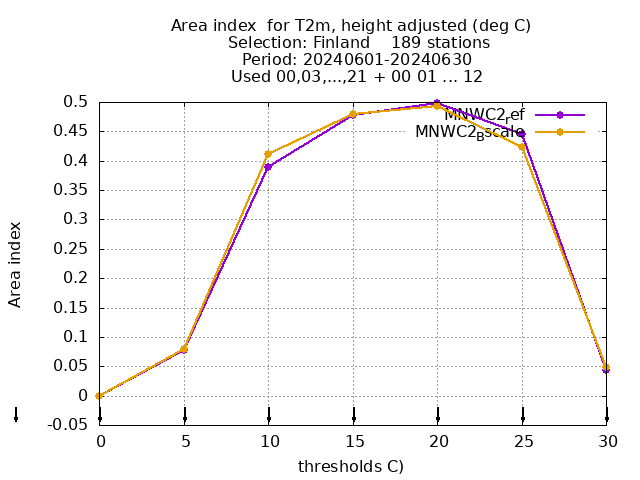 Area index  for T2m, height adjusted (deg C)
Selection: Finland    189 stations
Period: 20240601-20240630
Used 00,03,...,21 + 00 01 ... 12
MNWC2ref
MNWC2Bscale
Area index
0.5
0.45
0.4
0.35
0.3
0.25
0.2
0.15
0.1
0.05
0
-0.05
0 5 10 15 20 25 30
thresholds C)